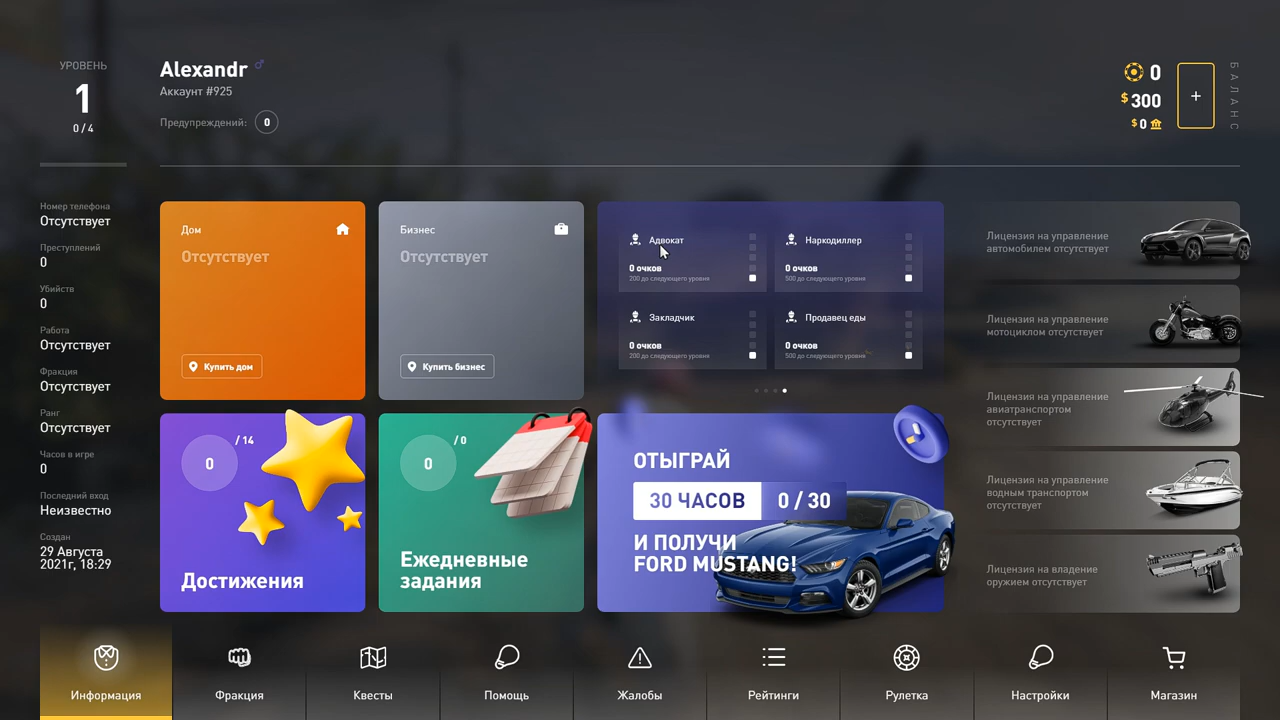 УРОВЕНЬ
1
0 / 4
Alexandr
Аккаунт #925
Предупреждений: 0
0
$300
$0
+
БАЛАНС
Номер телефона
Отсутствует
Преступлений
0
Убийств
0
Работа
Отсутствует
Фракция
Отсутствует
Ранг
Отсутствует
Часов в игре
0
Последний вход
Неизвестно
Создан
29 Августа
2021г, 18:29
Дом
Отсутствует
Купить дом
Бизнес
Отсутствует
Купить бизнес
Адвокат
0 очков
200 до следующего уровня
Наркодиллер
0 очков
500 до следующего уровня
Закладчик
0 очков
200 до следующего уровня
Продавец еды
0 очков
500 до следующего уровня
0 / 14
Достижения
0 / 0
Ежедневные
задания
ОТЫГРАЙ
30 ЧАСОВ 0 / 30
И ПОЛУЧИ
FORD MUSTANG!
Лицензия на управление
автомобилем отсутствует
Лицензия на управление
мотоциклом отсутствует
Лицензия на управление
авиатранспортом
отсутствует
Лицензия на управление
водным транспортом
отсутствует
Лицензия на владение
оружием отсутствует
Информация
Фракция
Квесты
Помощь
Жалобы
Рейтинги
Рулетка
Настройки
Магазин